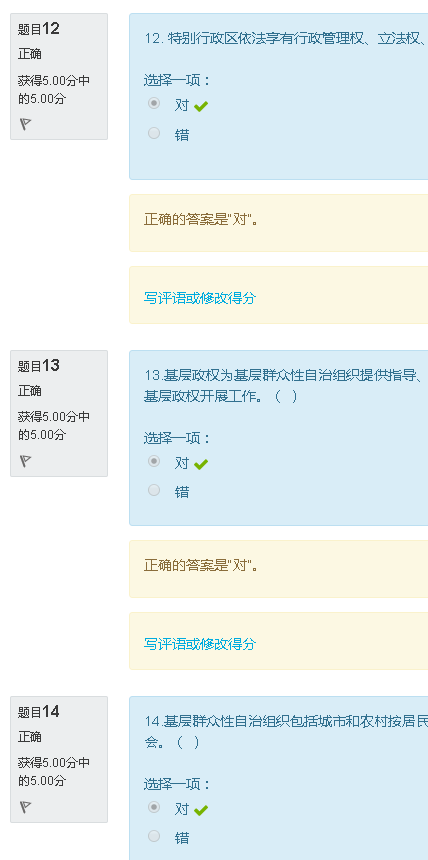 题目12
正确
获得5.00分中
的5.00分
12. 特别行政区依法享有行政管理权、立法权、
选择一项：
对
错
正确的答案是“对”。
写评语或修改得分
题目13
正确
获得5.00分中
的5.00分
13.基层政权为基层群众性自治组织提供指导、
基层政权开展工作。（ ）
选择一项：
对
错
正确的答案是“对”。
写评语或修改得分
题目14
正确
获得5.00分中
的5.00分
14.基层群众性自治组织包括城市和农村按居民
会。（ ）
选择一项：
对
错